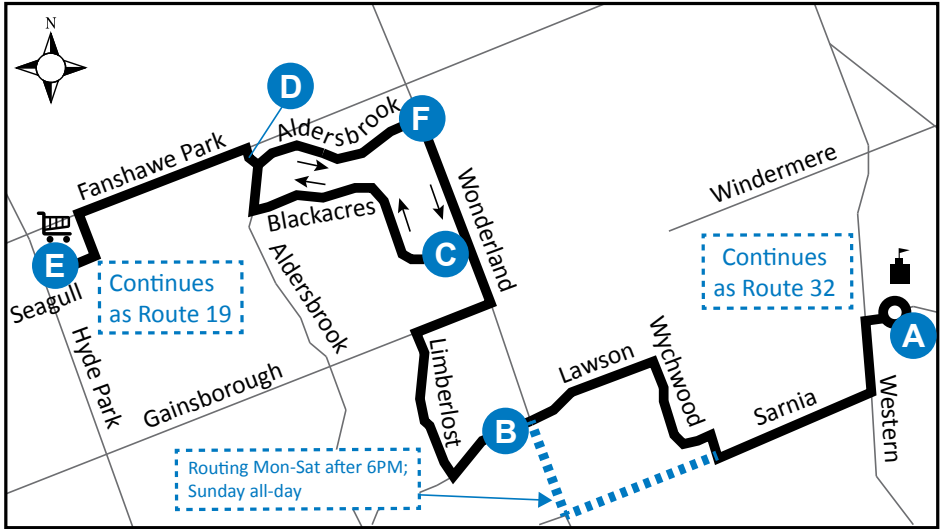 N
D
Aldersbrook
F
Fanshawe Park
Windermere
Wonderland
Blackacres
C
E
Seagull
Continues
as Route 19
Aldersbrook
Continues
as Route 32
A
Hyde Park
Gainsborough
Limberlost
Lawson
Wychwood
Sarnia
Western
B
Routing Mon-Sat after 6PM;
Sunday all-day